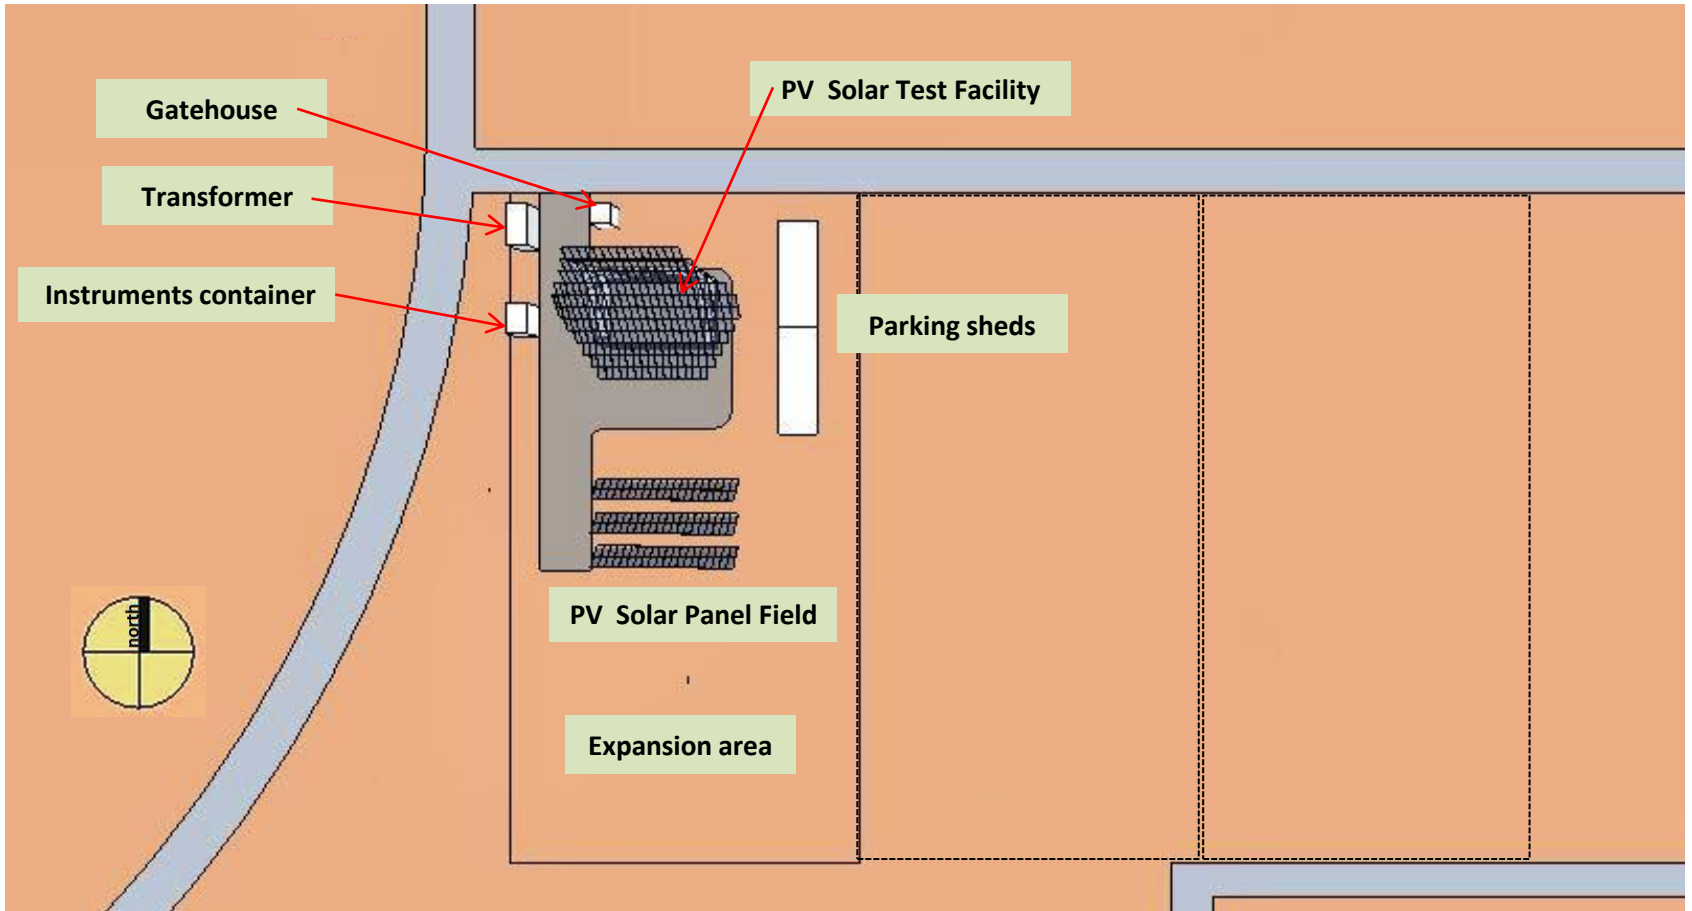 PV  Solar Test Facility
Gatehouse
Transformer
Instruments container
Parking sheds
PV  Solar Panel Field
north
Expansion area